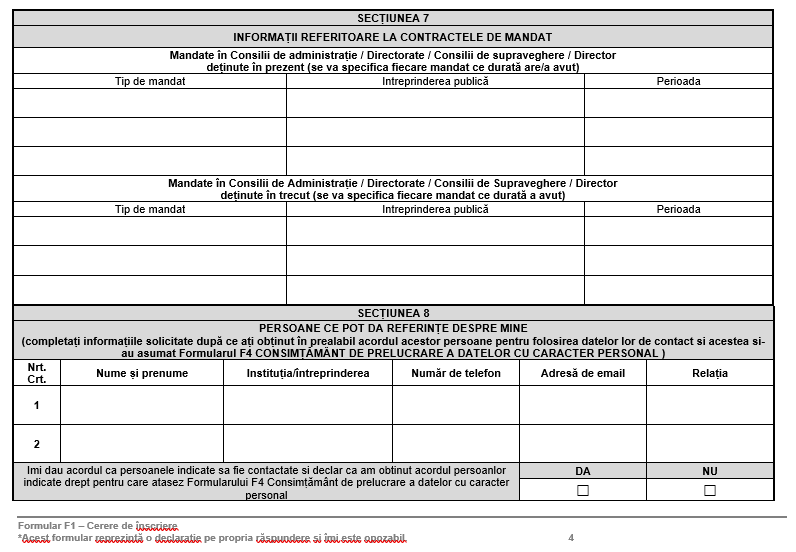 SECȚIUNEA 7
INFORMAȚII REFERITOARE LA CONTRACTELE DE MANDAT
Mandate în Consilii de administrație / Directorate / Consilii de supraveghere / Director
deținute în prezent (se va specifica fiecare mandat ce durată are/a avut)
Tip de mandat Intreprinderea publică Perioada
Mandate în Consilii de Administrație / Directorate / Consilii de Supraveghere / Director
deținute în trecut (se va specifica fiecare mandat ce durată a avut)
Tip de mandat Intreprinderea publică Perioada
SECȚIUNEA 8
PERSOANE CE POT DA REFERINȚE DESPRE MINE
(completați informațiile solicitate după ce ați obținut în prealabil acordul acestor persoane pentru folosirea datelor lor de contact si acestea si-
au asumat Formularul F4 CONSIMȚĂMÂNT DE PRELUCRARE A DATELOR CU CARACTER PERSONAL )
Nrt.
Crt.
Nume și prenume Instituția/întreprinderea Număr de telefon Adresă de email Relația
1
2
Imi dau acordul ca persoanele indicate sa fie contactate si declar ca am obtinut acordul persoanlor
indicate drept pentru care atasez Formularului F4 Consimțământ de prelucrare a datelor cu caracter
personal
DA NU
☐ ☐
Formular F1 – Cerere de înscriere
*Acest formular reprezintă o declarație pe propria răspundere și îmi este opozabil. 4